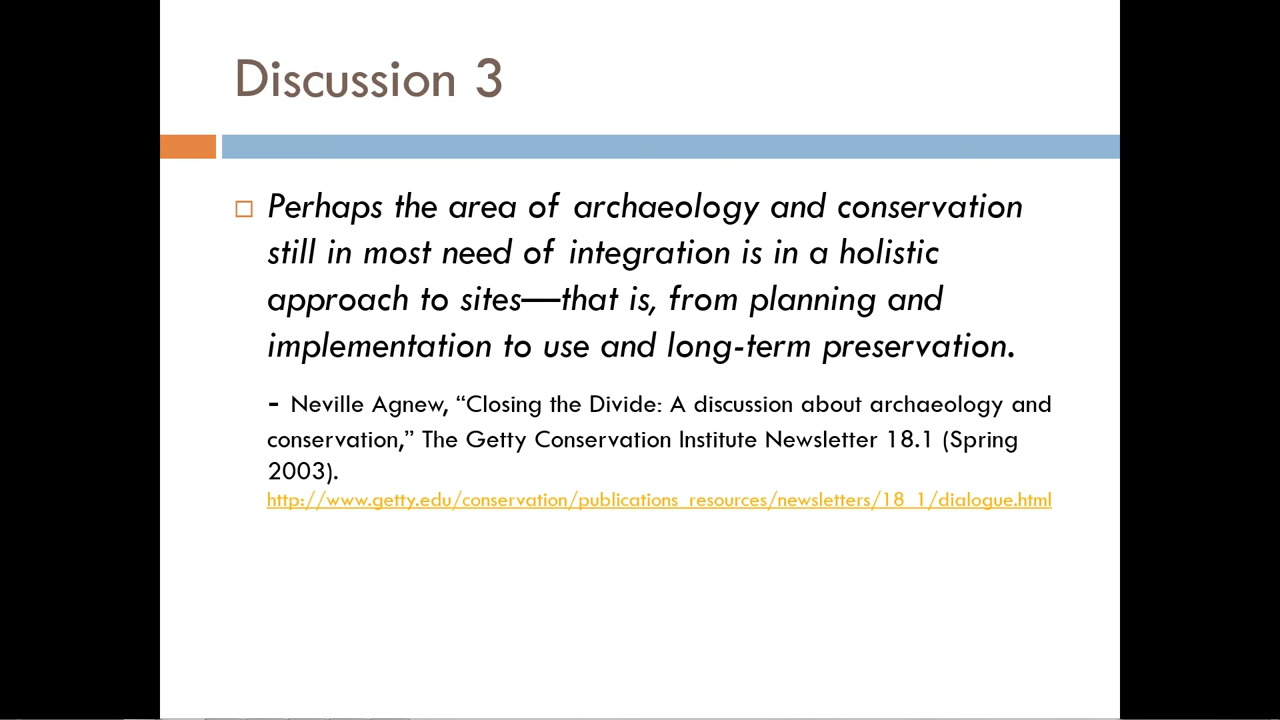 Discussion 3
Perhaps the area of archaeology and conservation
still in most need of integration is in a holistic
approach to sites—that is, from planning and
implementation to use and long-term preservation.
- Neville Agnew, “Closing the Divide: A discussion about archaeology and
conservation,” The Getty Conservation Institute Newsletter 18.1 (Spring
2003).
http://www.getty.edu/conservation/publications_resources/newsletters/18_1/dialogue.html